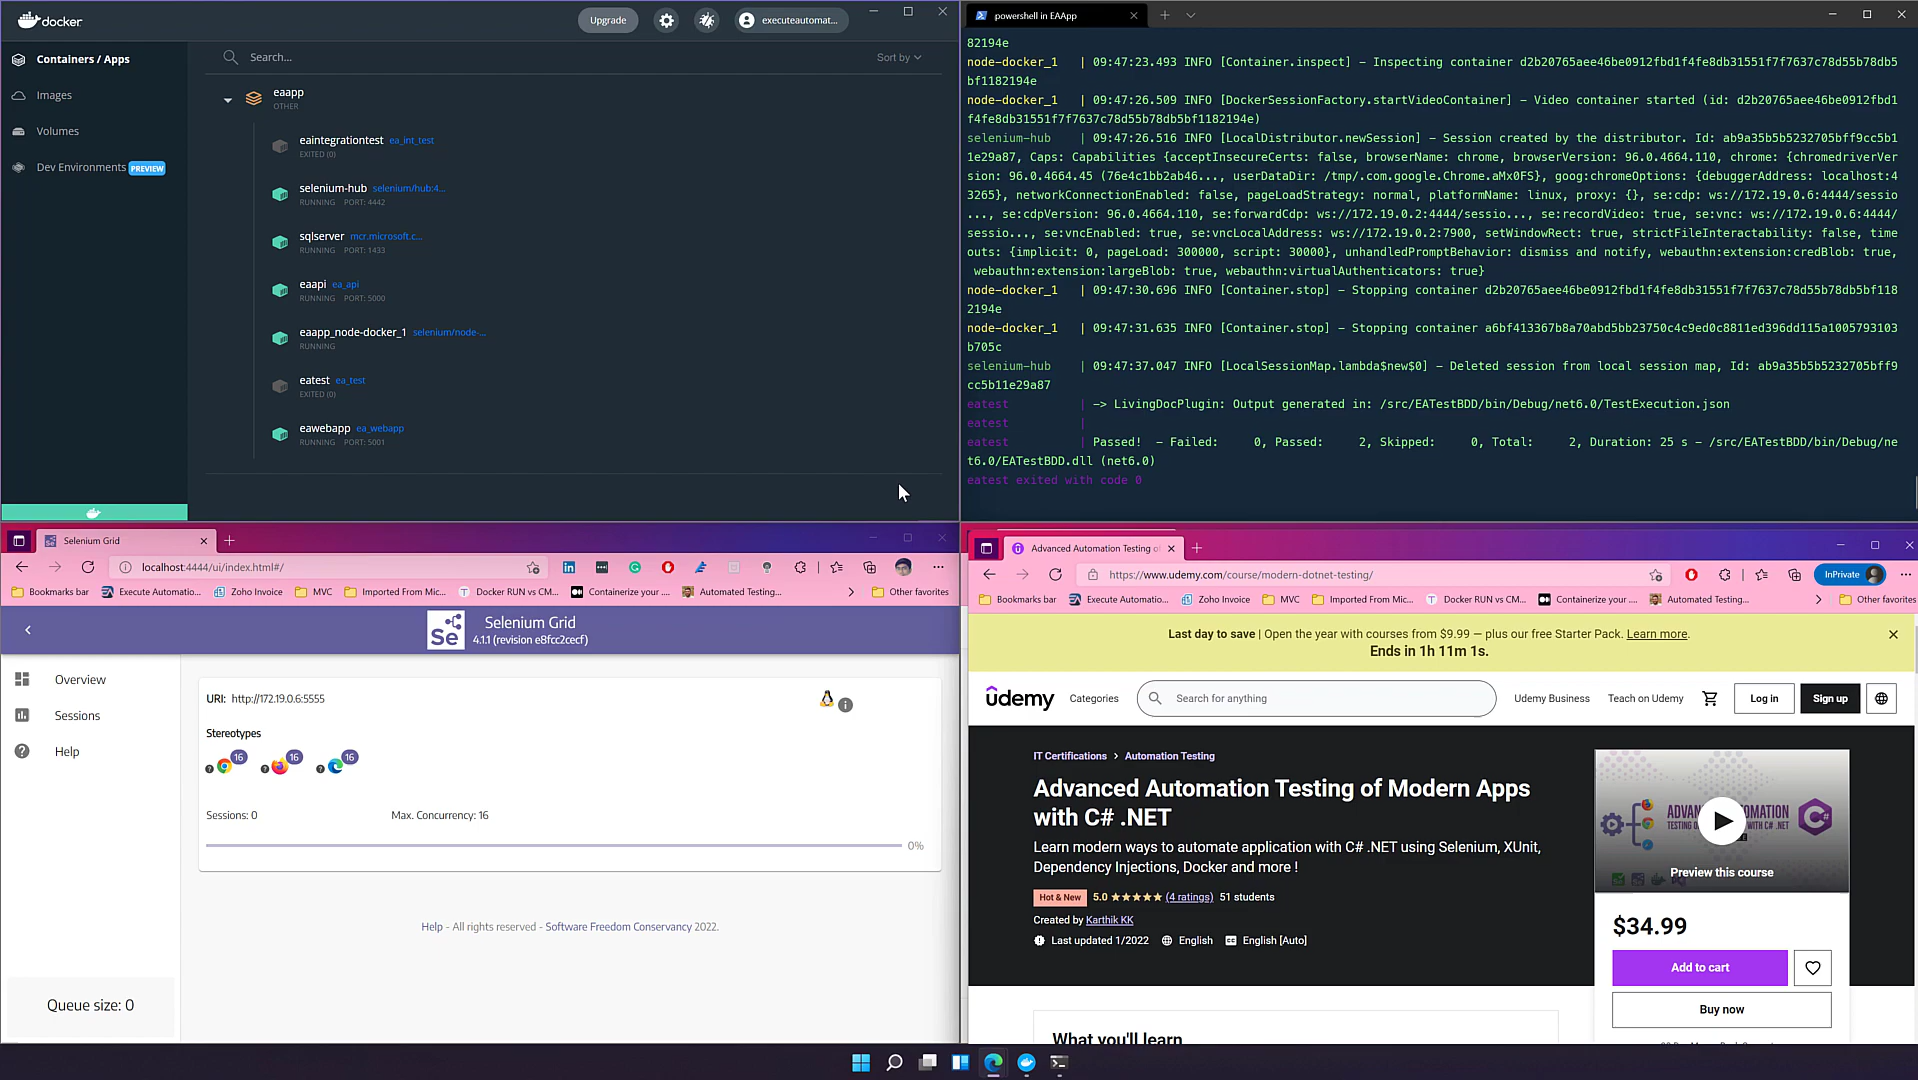 docker
Upgrade
executeautomat...
Containers / Apps
Images
Volumes
Dev Environments PREVIEW
Search...
Sort by
eaapp
OTHER
eaintegrationtest ea_int_test
EXITED (0)
selenium-hub selenium/hub:4...
RUNNING PORT: 4442
sqlserver mcr.microsoft.c...
RUNNING PORT: 1433
eaapi ea_api
RUNNING PORT: 5000
eaapp_node-docker_1 selenium/node-...
RUNNING
eatest ea_test
EXITED (0)
eawebapp ea_webapp
RUNNING PORT: 5001
powershell in EAApp
82194e
node-docker_1 | 09:47:23.493 INFO [Container.inspect] - Inspecting container d2b20765aee46be0912fbd1f4fe8db31551f7f7637c78d55b78db5
bf1182194e
node-docker_1 | 09:47:26.509 INFO [DockerSessionFactory.startVideoContainer] - Video container started (id: d2b20765aee46be0912fbd1
f4fe8db31551f7f7637c78d55b78db5bf1182194e)
selenium-hub | 09:47:26.516 INFO [LocalDistributor.newSession] - Session created by the distributor. Id: ab9a35b5b5232705bff9cc5b1
1e29a87, Caps: Capabilities {acceptInsecureCerts: false, browserName: chrome, browserVersion: 96.0.4664.110, chrome: {chromedriverVer
sion: 96.0.4664.45 (76e4c1bb2ab46..., userDataDir: /tmp/.com.google.Chrome.aMx0FS}, goog:chromeOptions: {debuggerAddress: localhost:4
3265}, networkConnectionEnabled: false, pageLoadStrategy: normal, platformName: linux, proxy: {}, se:cdp: ws://172.19.0.6:4444/sessio
..., se:cdpVersion: 96.0.4664.110, se:forwardCdp: ws://172.19.0.2:4444/sessio..., se:recordVideo: true, se:vnc: ws://172.19.0.6:4444/
sessio..., se:vncEnabled: true, se:vncLocalAddress: ws://172.19.0.2:7900, setWindowRect: true, strictFileInteractability: false, time
outs: {implicit: 0, pageLoad: 300000, script: 30000}, unhandledPromptBehavior: dismiss and notify, webauthn:extension:credBlob: true,
webauthn:extension:largeBlob: true, webauthn:virtualAuthenticators: true}
node-docker_1 | 09:47:30.696 INFO [Container.stop] - Stopping container d2b20765aee46be0912fbd1f4fe8db31551f7f7637c78d55b78db5bf118
2194e
node-docker_1 | 09:47:31.635 INFO [Container.stop] - Stopping container a6bf413367b8a70abd5bb23750c4c9ed0c8811ed396dd115a1005793103
b705c
selenium-hub | 09:47:37.047 INFO [LocalSessionMap.lambda$new$0] - Deleted session from local session map, Id: ab9a35b5b5232705bff9
cc5b11e29a87
eatest | -> LivingDocPlugin: Output generated in: /src/EATestBDD/bin/Debug/net6.0/TestExecution.json
eatest |
eatest | Passed! - Failed: 0, Passed: 2, Skipped: 0, Total: 2, Duration: 25 s - /src/EATestBDD/bin/Debug/ne
t6.0/EATestBDD.dll (net6.0)
eatest exited with code 0
Selenium Grid
localhost:4444/ui/index.html#/
Bookmarks bar Execute Automatio... Zoho Invoice MVC Imported From Mic... Docker RUN vs CM... Containerize your .... Automated Testing... Other favorites
Se
Selenium Grid
4.1.1 (revision e8fcc2cecf)
Overview
Sessions
Help
URI: http://172.19.0.6:5555
Stereotypes
16 16 16
Sessions: 0 Max. Concurrency: 16
0%
Help - All rights reserved - Software Freedom Conservancy 2022.
Queue size: 0
Advanced Automation Testing o
https://www.udemy.com/course/modern-dotnet-testing/
InPrivate
Bookmarks bar Execute Automatio... Zoho Invoice MVC Imported From Mic... Docker RUN vs CM... Containerize your .... Automated Testing... Other favorites
Last day to save | Open the year with courses from $9.99 — plus our free Starter Pack. Learn more.
Ends in 1h 11m 1s.
udemy Categories Search for anything Udemy Business Teach on Udemy Log in Sign up
IT Certifications > Automation Testing
Advanced Automation Testing of Modern Apps
with C# .NET
Learn modern ways to automate application with C# .NET using Selenium, XUnit,
Dependency Injections, Docker and more !
Hot & New 5.0 (4 ratings) 51 students
Created by Karthik KK
Last updated 1/2022 English English [Auto]
Preview this course
$34.99
Add to cart
Buy now
What you'll learn